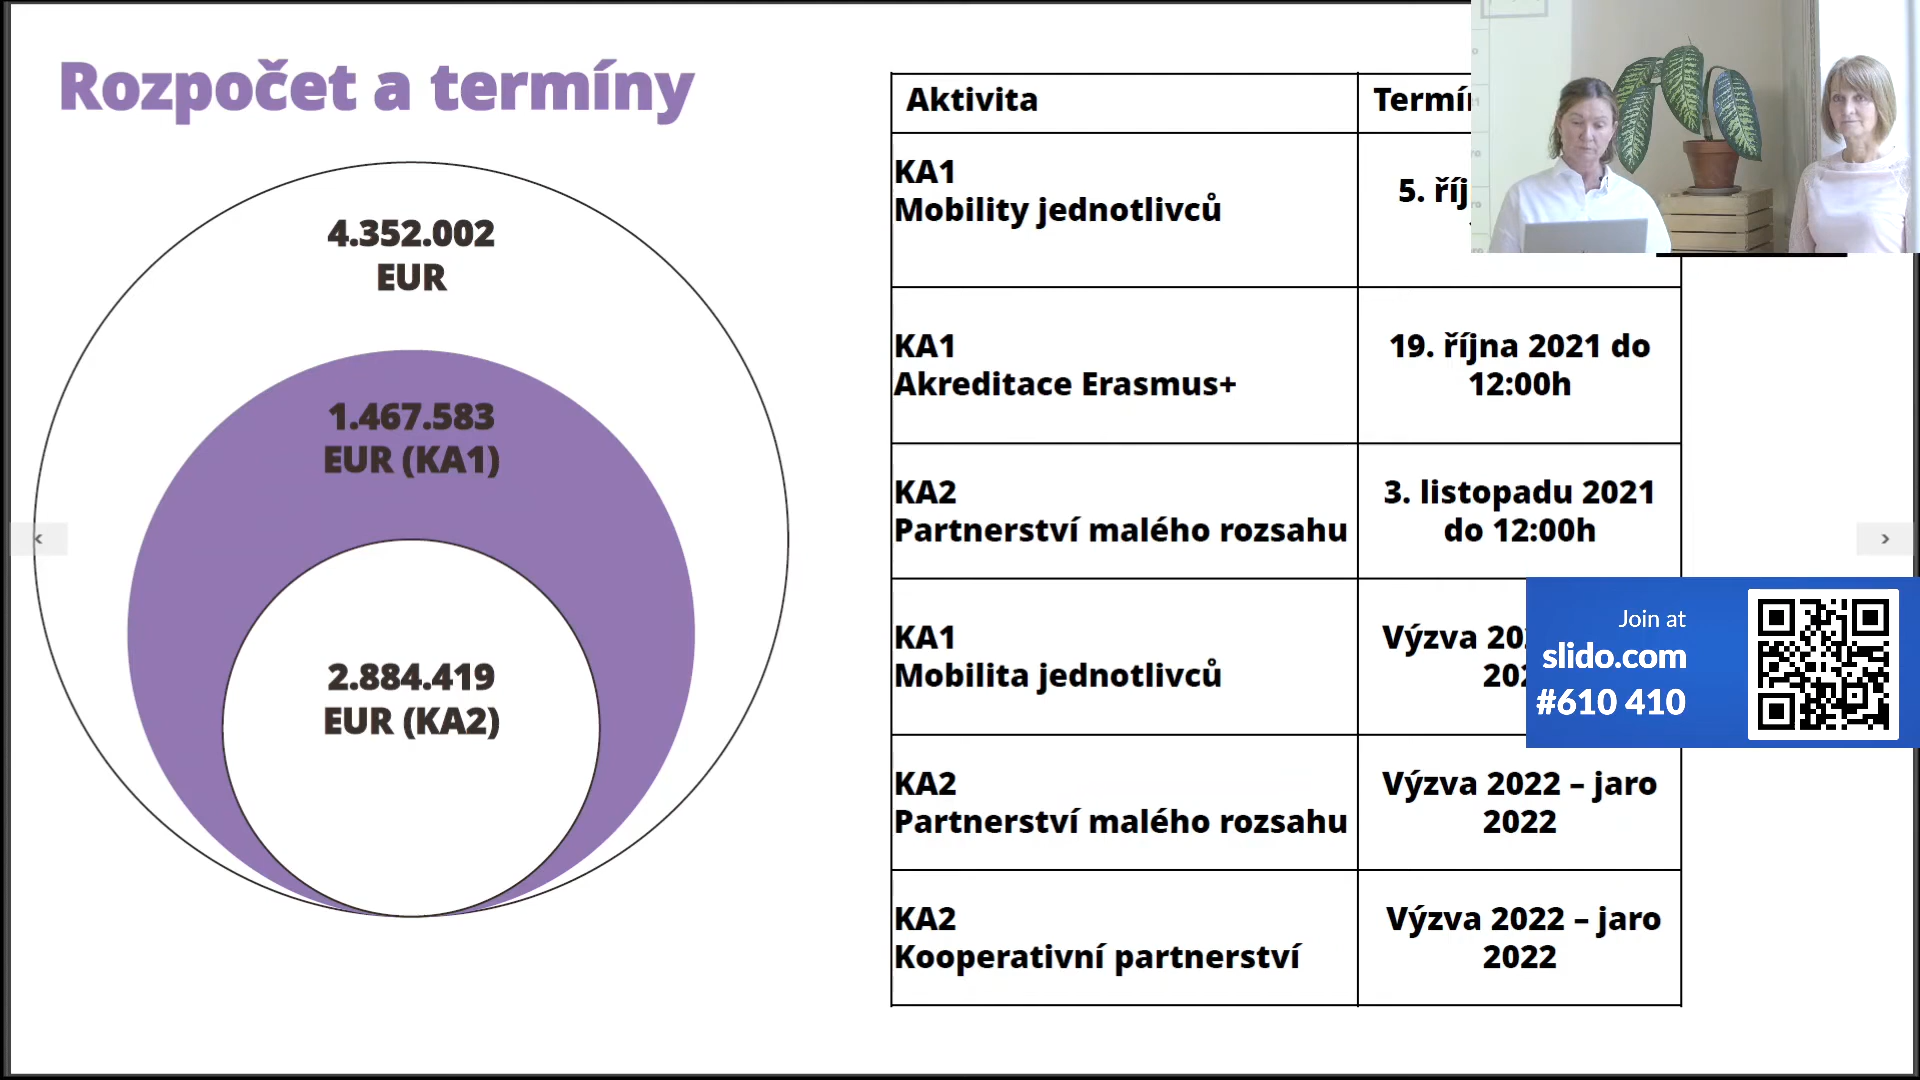 Rozpočet a termíny
4.352.002
EUR
1.467.583
EUR (KA1)
2.884.419
EUR (KA2)
Aktivita
KA1
Mobility jednotlivců
5.
KA1
Akreditace Erasmus+
19. října 2021 do
12:00h
KA2
Partnerství malého rozsahu
3. listopadu 2021
do 12:00h
KA1
Mobilita jednotlivců
Výzva
KA2
Partnerství malého rozsahu
Výzva 2022 – jaro
2022
KA2
Kooperativní partnerství
Výzva 2022 – jaro
2022
Join at
slido.com
#610 410